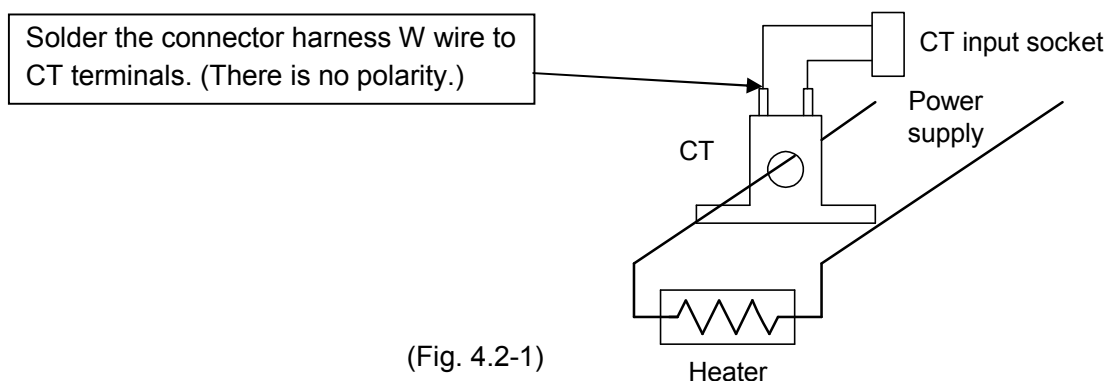 Solder the connector harness W wire to
CT terminals. (There is no polarity.)
CT input socket
Power
supply
CT
(Fig. 4.2-1)
Heater